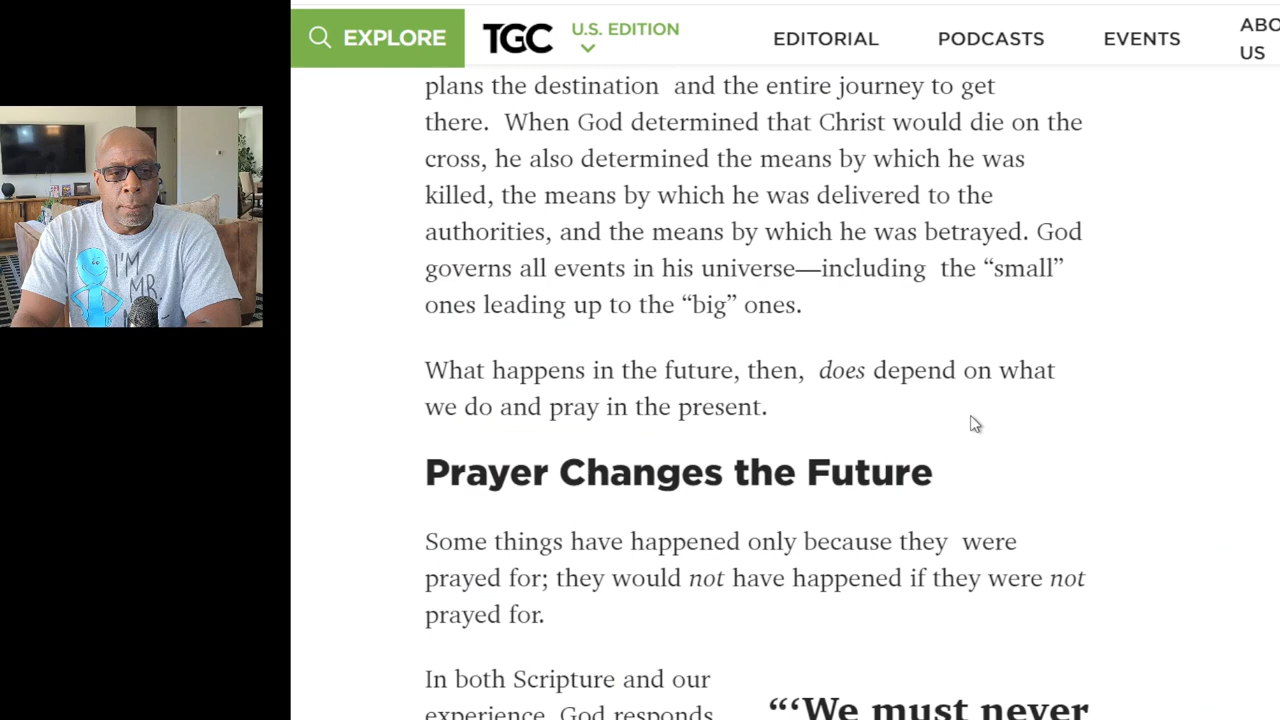 EXPLORE
TGC
U.S. EDITION
EDITORIAL
PODCASTS
EVENTS
ABO
US
plans the destination and the entire journey to get
there. When God determined that Christ would die on the
cross, he also determined the means by which he was
killed, the means by which he was delivered to the
authorities, and the means by which he was betrayed. God
governs all events in his universe—including the “small”
ones leading up to the “big” ones.
What happens in the future, then, does depend on what
we do and pray in the present.
Prayer Changes the Future
Some things have happened only because they were
prayed for; they would not have happened if they were not
prayed for.
In both Scripture and our
experience, God responds
“‘We must never
I'M
MR.